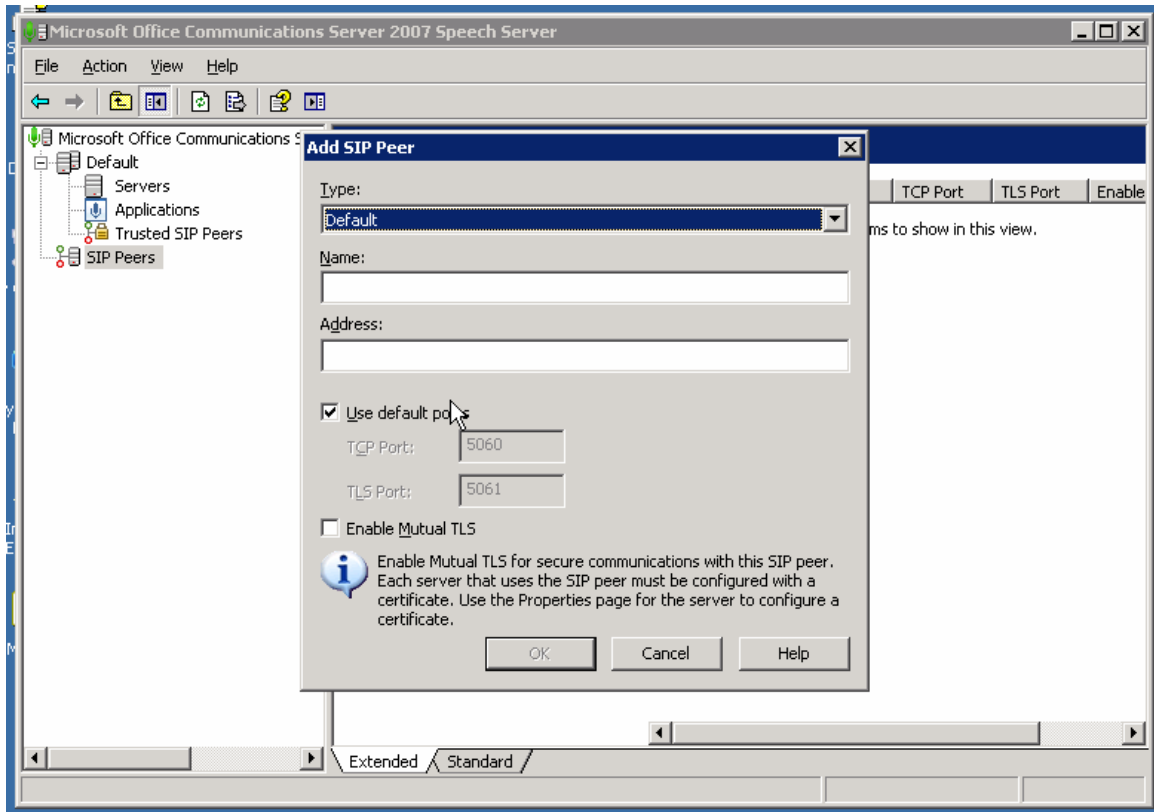 Microsoft Office Communications Server 2007 Speech Server
File Action View Help
Microsoft Office Communications S
Default
Servers
Applications
Trusted SIP Peers
SIP Peers
Add SIP Peer
Type:
Default
Name:
Address:
Use default ports
TCP Port: 5060
TLS Port: 5061
Enable Mutual TLS
Enable Mutual TLS for secure communications with this SIP peer.
Each server that uses the SIP peer must be configured with a
certificate. Use the Properties page for the server to configure a
certificate.
OK Cancel Help
TCP Port TLS Port Enable
ms to show in this view.
Extended Standard